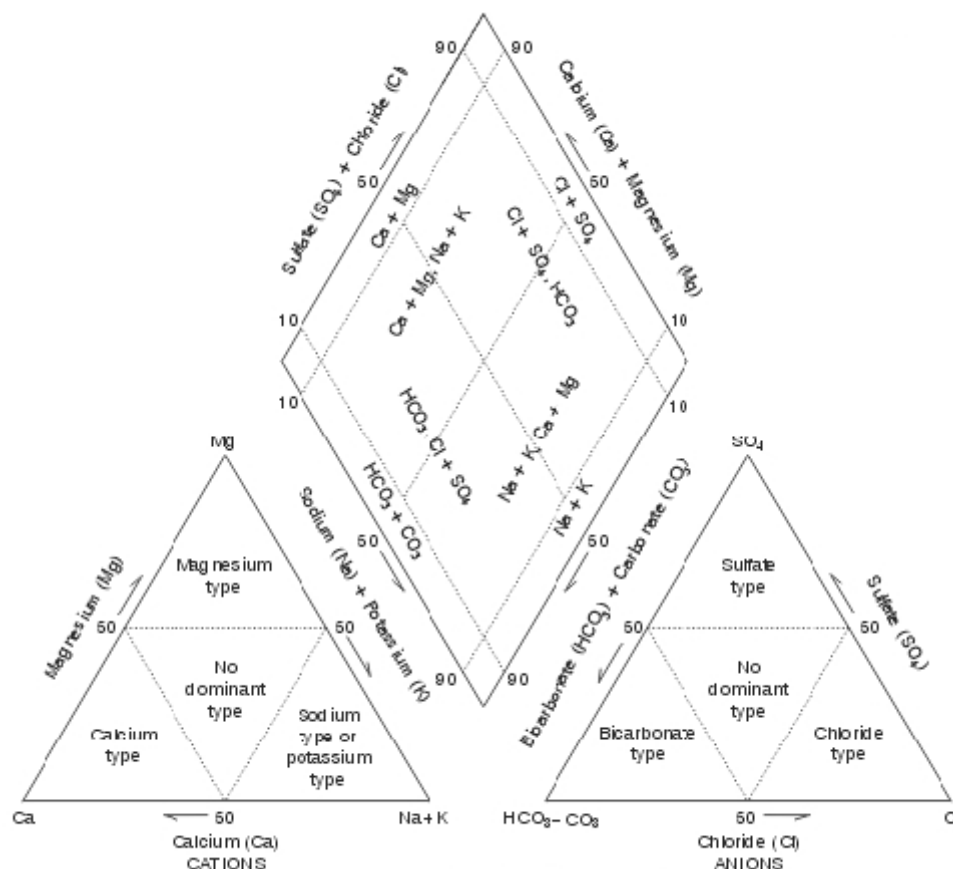 90
90
Sulfate (SO₄) + Chloride (Cl)
Calcium (Ca) + Magnesium (Mg)
50
50
Ca + Mg
Cl + SO₄
Ca + Mg, Na + K
Cl + SO₄, HCO₃
10
10
10
10
HCO₃ Cl + SO₄
Na + K, Ca + Mg
HCO₃ + CO₃
Na + K
Mg
SO₄
Sodium (Na) + Potassium (K)
Bicarbonate (HCO₃) + Carbonate (CO₃)
50
50
Magnesium (Mg)
Magnesium
type
Sulfate
type
Sulfate (SO₄)
50
50
50
50
No
dominant
type
No
dominant
type
90
90
Calcium
type
Sodium
type or
potassium
type
Bicarbonate
type
Chloride
type
Ca
50
Na + K
HCO₃ – CO₃
50
C
Calcium (Ca)
Chloride (Cl)
CATIONS
ANIONS